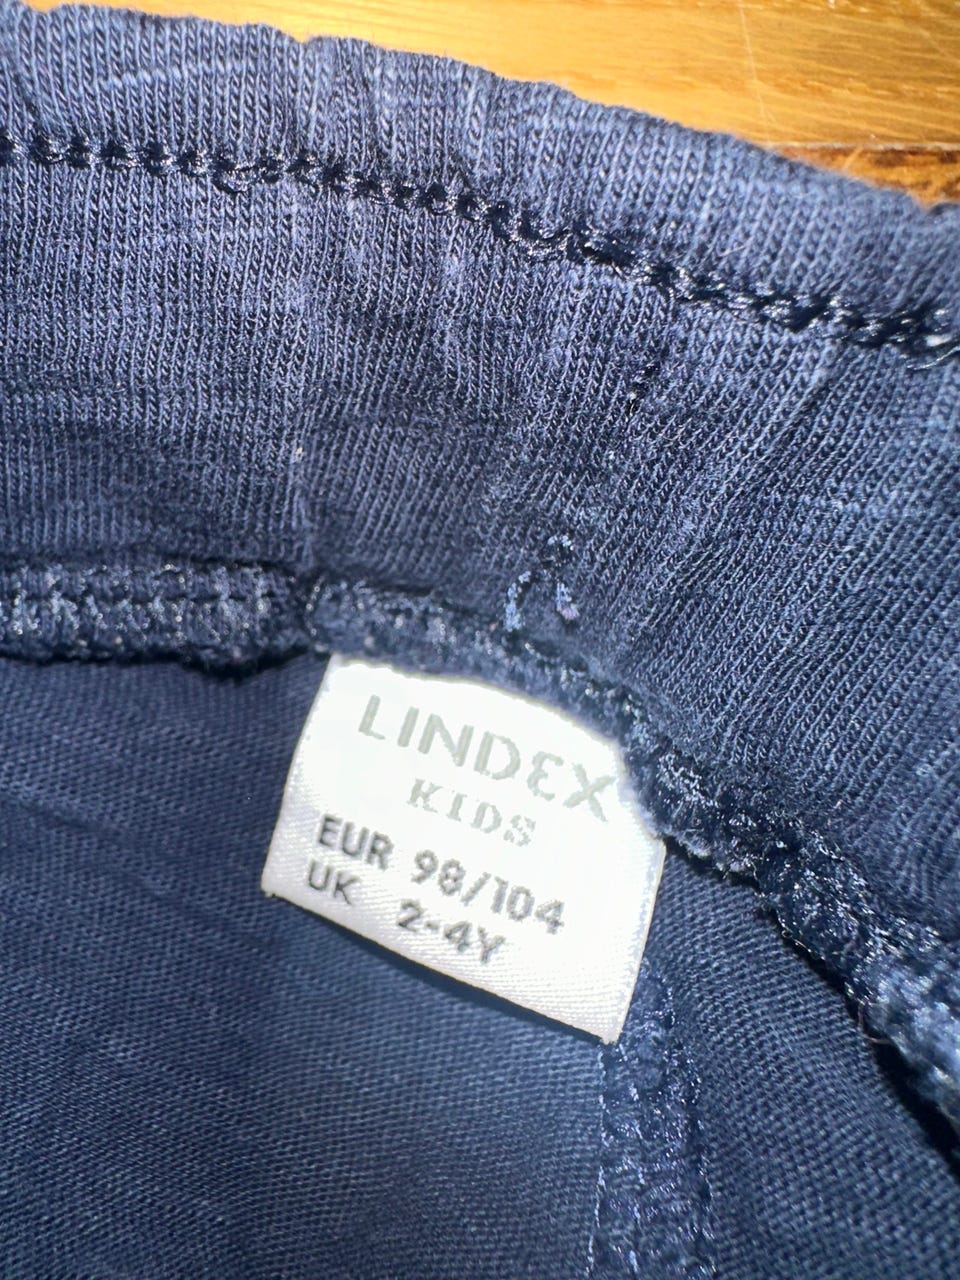 LINDEX
KIDS
EUR 98/104
UK 2-4Y